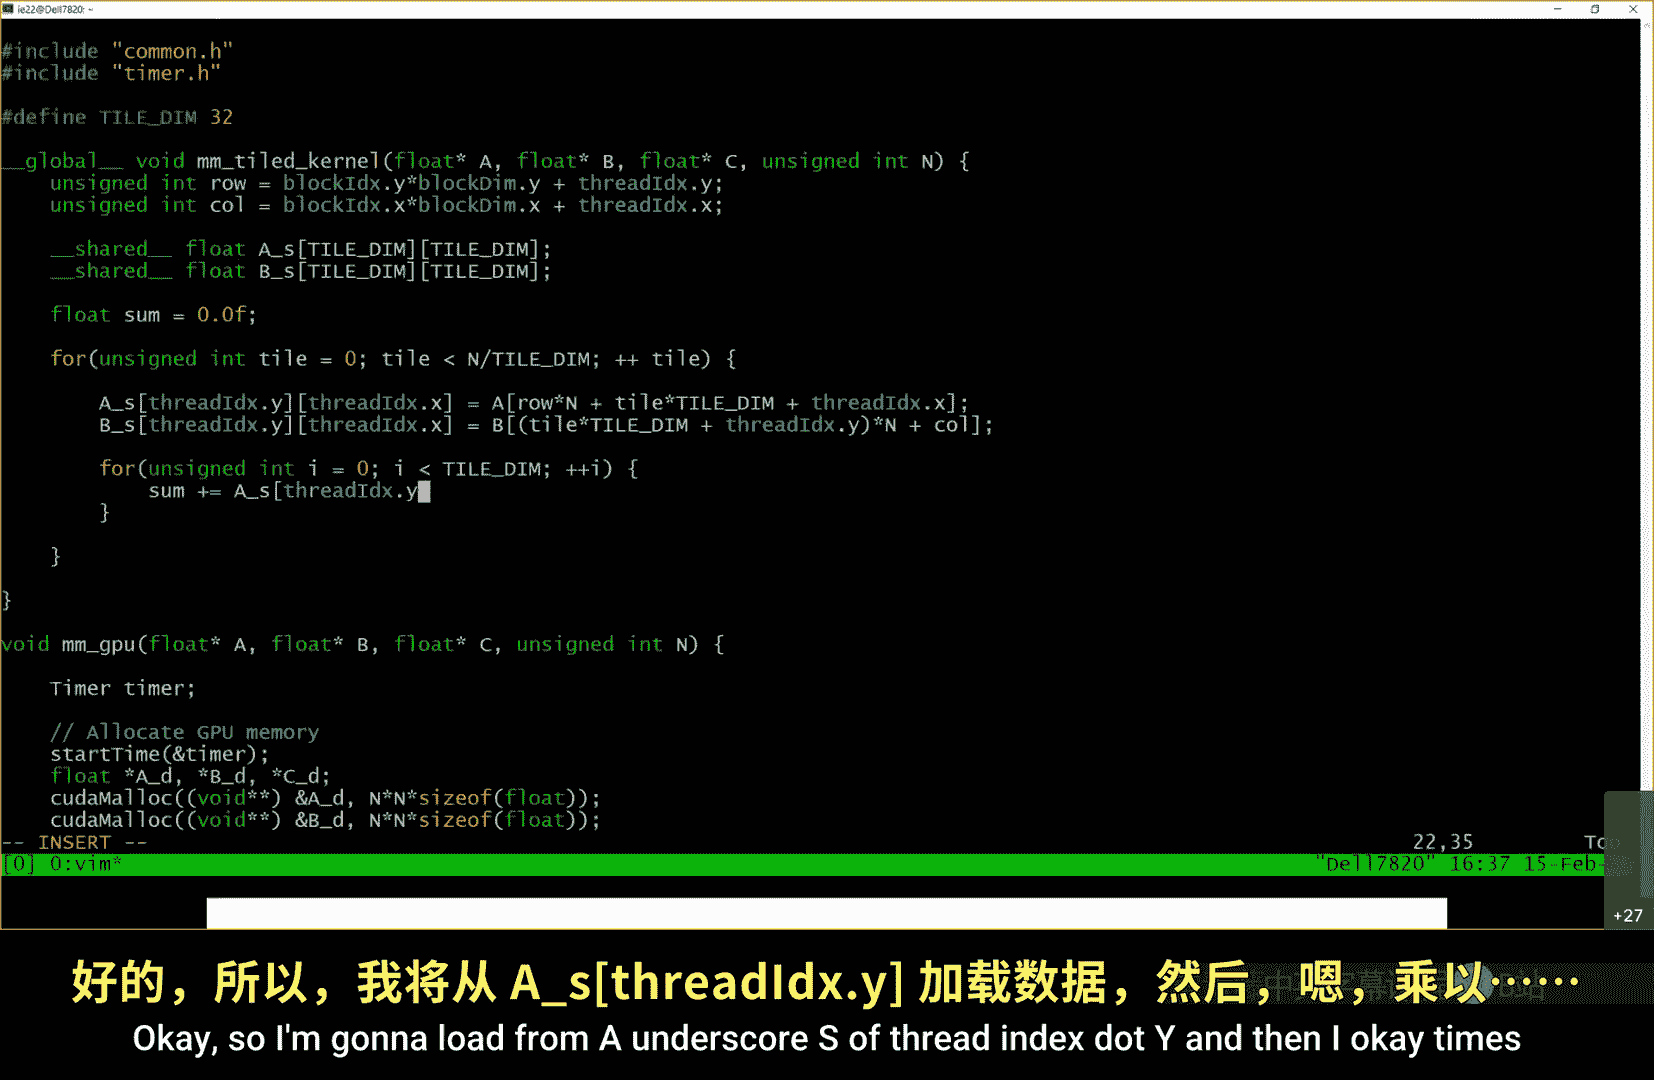 ie22@Dell7820: ~
#include "common.h"
#include "timer.h"
#define TILE_DIM 32
__global__ void mm_tiled_kernel(float* A, float* B, float* C, unsigned int N) {
    unsigned int row = blockIdx.y*blockDim.y + threadIdx.y;
    unsigned int col = blockIdx.x*blockDim.x + threadIdx.x;
    __shared__ float A_s[TILE_DIM][TILE_DIM];
    __shared__ float B_s[TILE_DIM][TILE_DIM];
    float sum = 0.0f;
    for(unsigned int tile = 0; tile < N/TILE_DIM; ++ tile) {
        A_s[threadIdx.y][threadIdx.x] = A[row*N + tile*TILE_DIM + threadIdx.x];
        B_s[threadIdx.y][threadIdx.x] = B[(tile*TILE_DIM + threadIdx.y)*N + col];
        for(unsigned int i = 0; i < TILE_DIM; ++i) {
            sum += A_s[threadIdx.y
        }
    }
}
void mm_gpu(float* A, float* B, float* C, unsigned int N) {
    Timer timer;
    // Allocate GPU memory
    startTime(&timer);
    float *A_d, *B_d, *C_d;
    cudaMalloc((void**) &A_d, N*N*sizeof(float));
    cudaMalloc((void**) &B_d, N*N*sizeof(float));
-- INSERT -- 22,35 Top
[0] 0:vim* "Dell7820" 16:37 15-Feb-
+27
好的，所以，我将从 A_s[threadIdx.y] 加载数据，然后，嗯，乘以……
Okay, so I'm gonna load from A underscore S of thread index dot Y and then I okay times